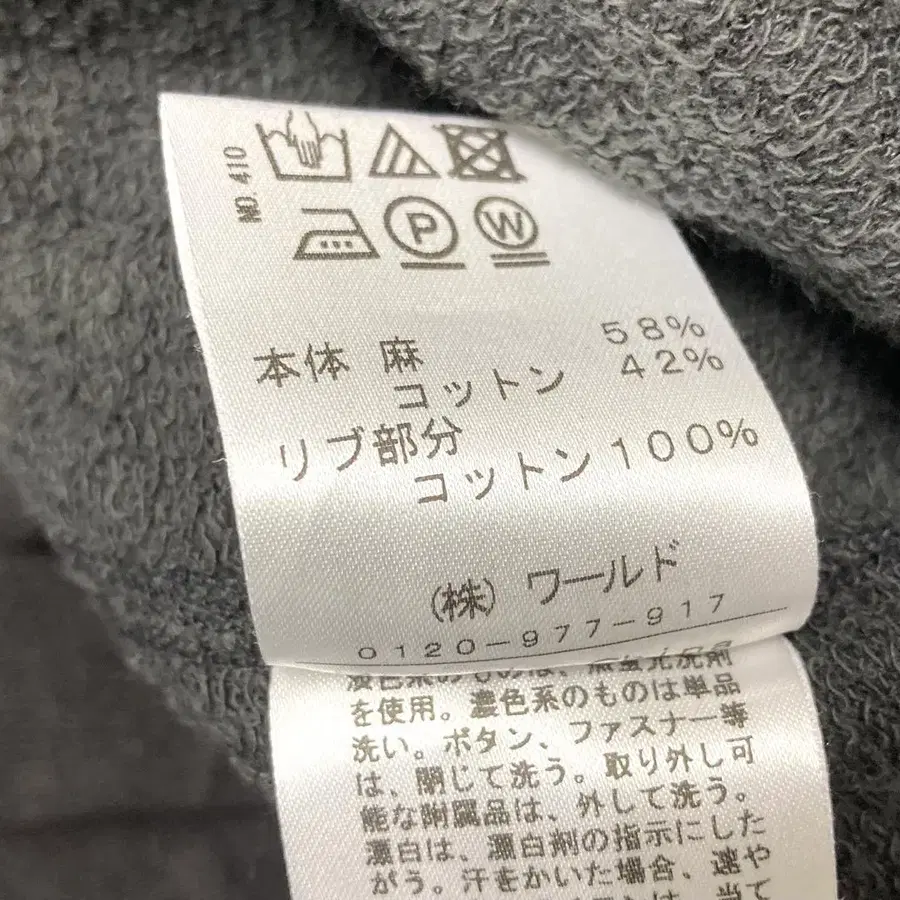 NO. 410
P W
本体 麻 58%
コットン 42%
リブ部分
コットン100%
(株) ワールド
0120-977-917
を使用。濃色系のものは単品
洗い。ボタン、ファスナー等
は、閉じて洗う。取り外し可
能な附属品は、外して洗う。
漂白は、漂白剤の指示にした
がう。汗をかいた場合、速や